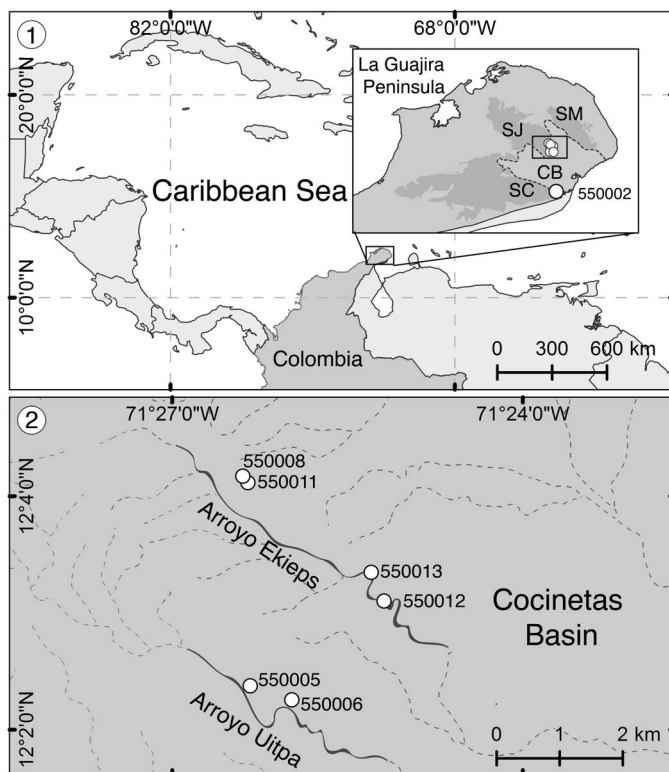 1
82°0'0"W
68°0'0"W
20°0'0"N
10°0'0"N
La Guajira
Peninsula
SM
SJ
CB
SC
550002
Caribbean Sea
Colombia
0 300 600 km
2
71°27'0"W
71°24'0"W
12°4'0"N
12°2'0"N
550008
550011
Arroyo Ekieps
550013
550012
Cocinetas
Basin
550005
550006
Arroyo Uitpa
0 1 2 km